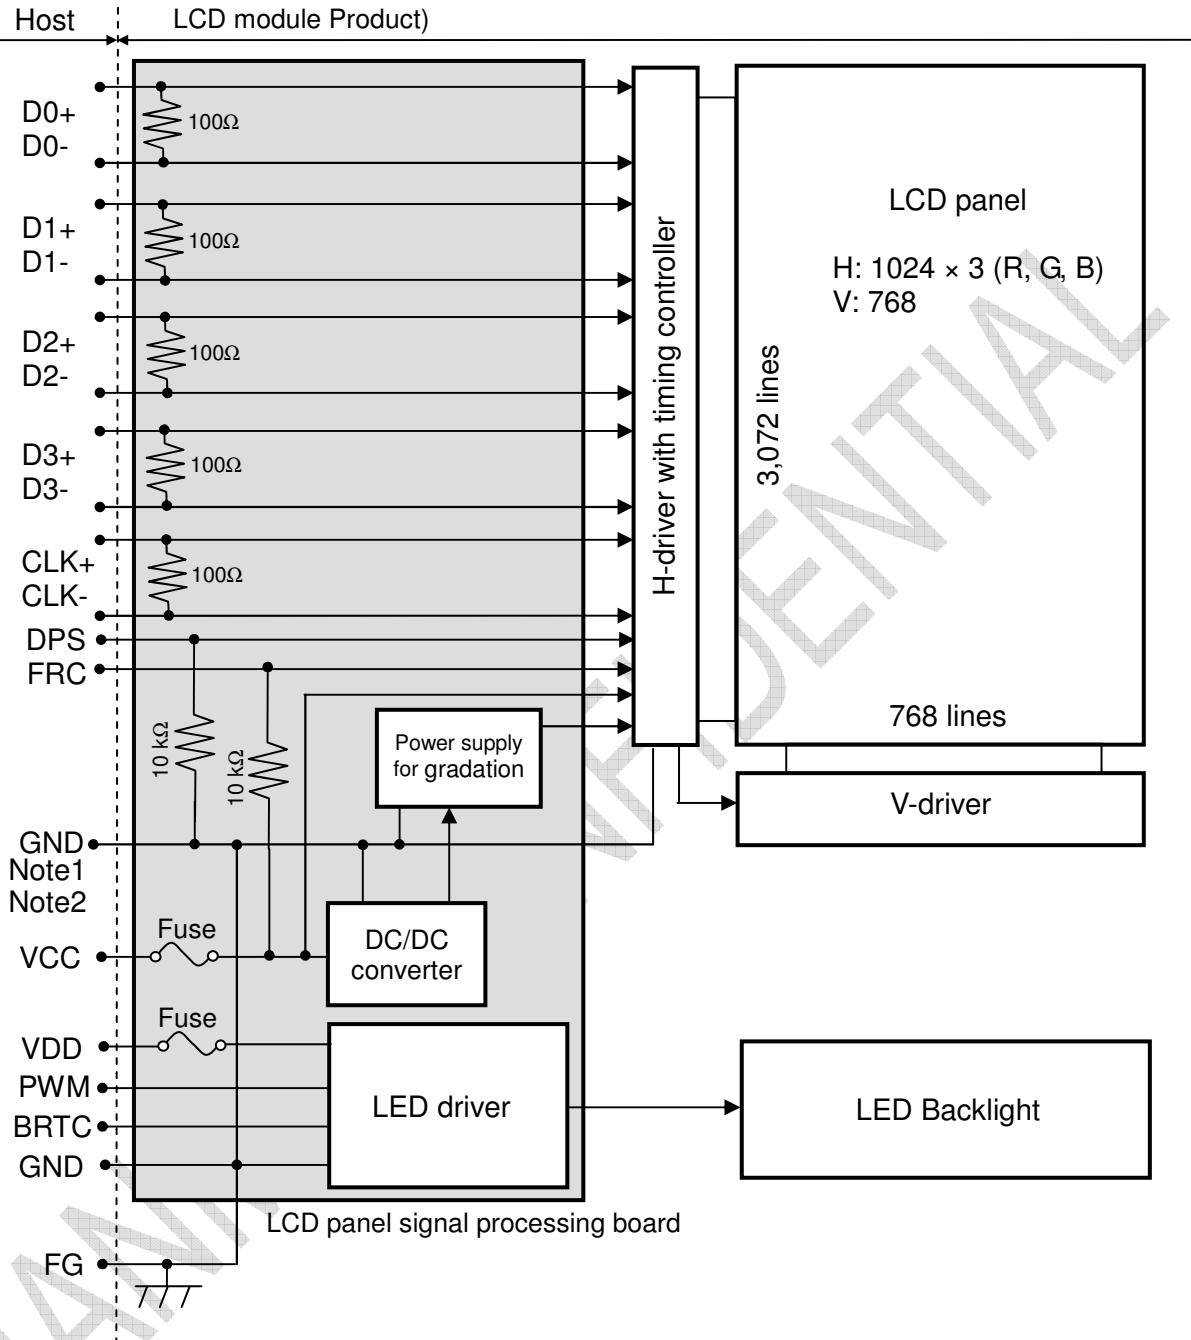 Host
LCD module Product)
D0+
D0-
100Ω
D1+
D1-
100Ω
D2+
D2-
100Ω
D3+
D3-
100Ω
CLK+
CLK-
100Ω
DPS
FRC
10 kΩ
10 kΩ
H-driver with timing controller
LCD panel
H: 1024 × 3 (R, G, B)
V: 768
3,072 lines
768 lines
Power supply
for gradation
V-driver
GND
Note1
Note2
Fuse
VCC
DC/DC
converter
Fuse
VDD
PWM
BRTC
GND
LED driver
LED Backlight
LCD panel signal processing board
FG